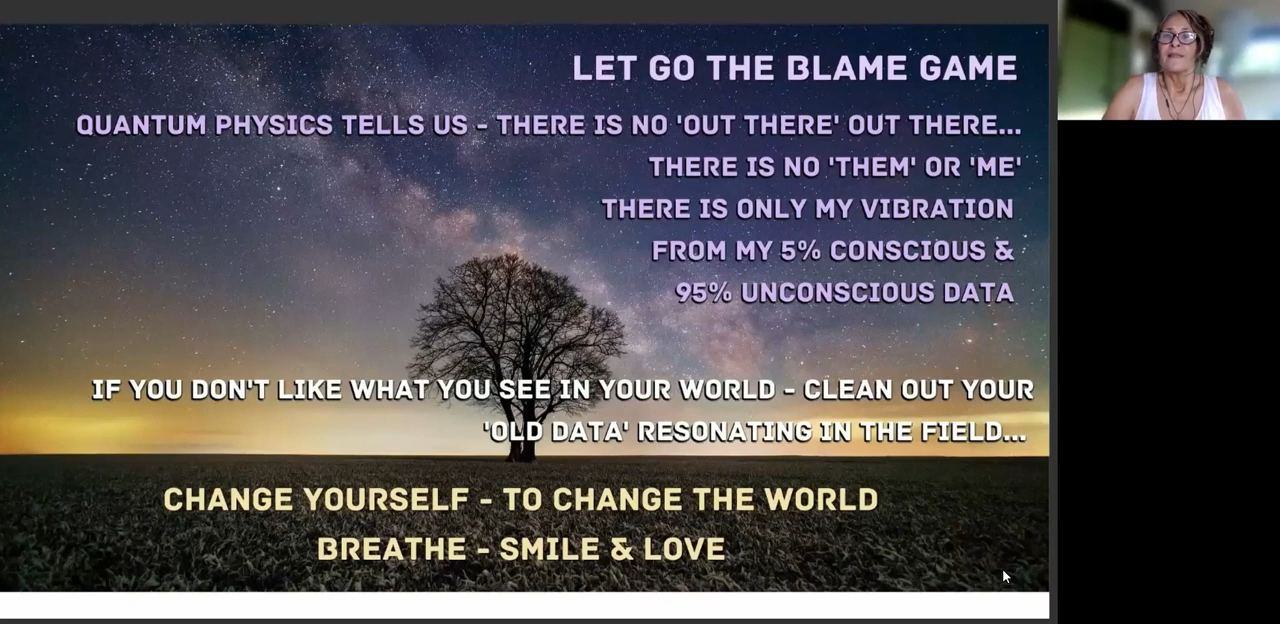 LET GO THE BLAME GAME
QUANTUM PHYSICS TELLS US - THERE IS NO 'OUT THERE' OUT THERE...
THERE IS NO 'THEM' OR 'ME'
THERE IS ONLY MY VIBRATION
FROM MY 5% CONSCIOUS &
95% UNCONSCIOUS DATA
IF YOU DON'T LIKE WHAT YOU SEE IN YOUR WORLD - CLEAN OUT YOUR
'OLD DATA' RESONATING IN THE FIELD...
CHANGE YOURSELF - TO CHANGE THE WORLD
BREATHE - SMILE & LOVE